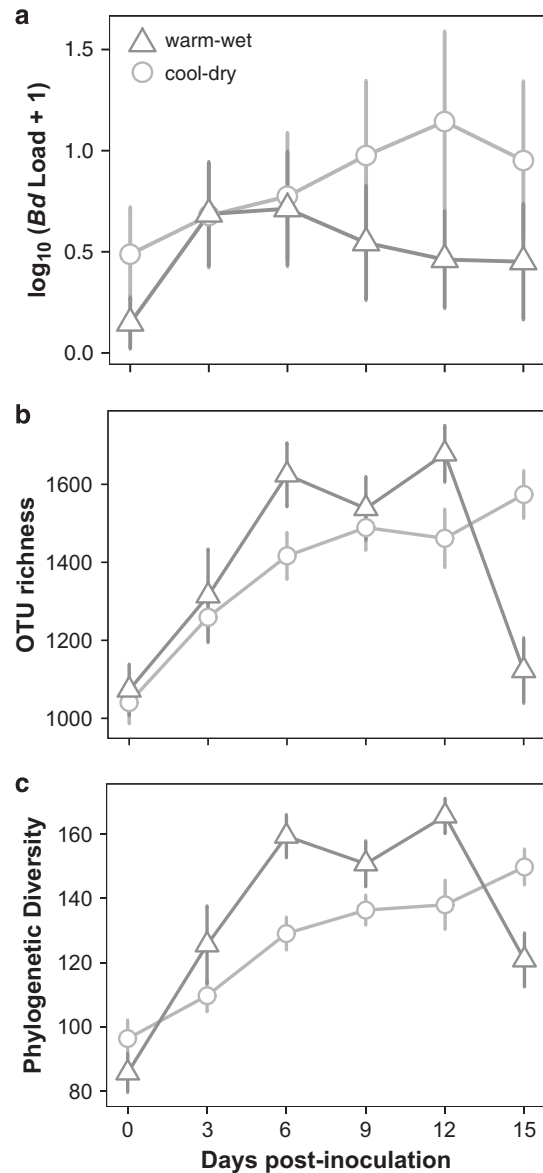 a
warm-wet
cool-dry
1.5
1.0
0.5
0.0
log10 (Bd Load + 1)
b
1600
1400
1200
1000
OTU richness
c
160
140
120
100
80
Phylogenetic Diversity
0 3 6 9 12 15
Days post-inoculation